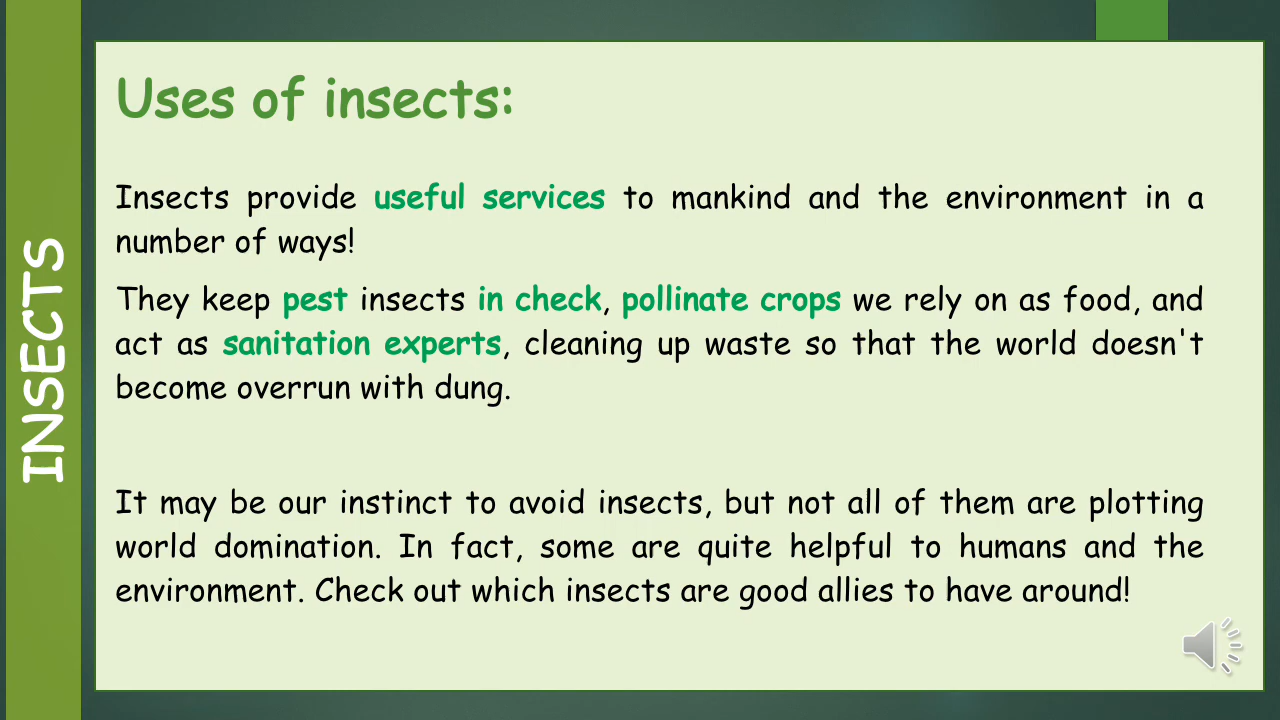 INSECTS
Uses of insects:
Insects provide useful services to mankind and the environment in a
number of ways!
They keep pest insects in check, pollinate crops we rely on as food, and
act as sanitation experts, cleaning up waste so that the world doesn't
become overrun with dung.
It may be our instinct to avoid insects, but not all of them are plotting
world domination. In fact, some are quite helpful to humans and the
environment. Check out which insects are good allies to have around!